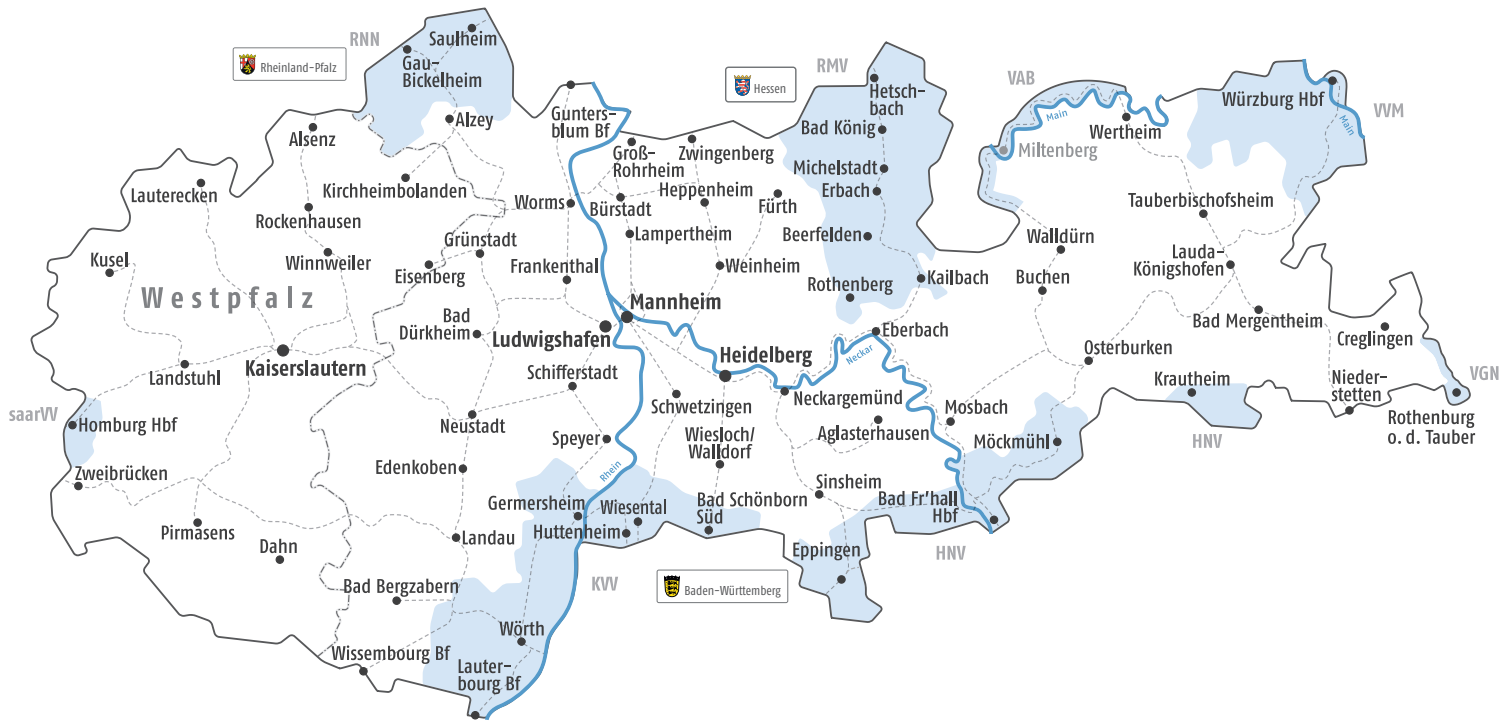 RNN
Saulheim
Rheinland-Pfalz
Gau-
Bickelheim
Hessen
RMV
Hetsch-
bach
VAB
Würzburg Hbf
VVM
Main
Main
Gunters-
blum Bf
Alzey
Alsenz
Bad König
Wertheim
Groß-
Rohrheim
Zwingenberg
Miltenberg
Michelstadt
Lauterecken
Kirchheimbolanden
Heppenheim
Erbach
Worms
Bürstadt
Fürth
Tauberbischofsheim
Rockenhausen
Lampertheim
Beerfelden
Walldürn
Grünstadt
Kusel
Winnweiler
Eisenberg
Frankenthal
Weinheim
Kailbach
Buchen
Lauda-
Königshofen
Rothenberg
Westpfalz
Mannheim
Bad
Dürkheim
Ludwigshafen
Eberbach
Bad Mergentheim
Creglingen
Neckar
Heidelberg
Osterburken
Kaiserslautern
Landstuhl
Schifferstadt
Krautheim
Nieder-
stetten
VGN
Neckargemünd
Schwetzingen
Mosbach
saarVV
Homburg Hbf
Rothenburg
o. d. Tauber
Neustadt
Speyer
Wiesloch/
Walldorf
Aglasterhausen
Möckmühl
HNV
Edenkoben
Zweibrücken
Rhein
Sinsheim
Germersheim
Wiesental
Bad Schönborn
Süd
Bad Fr'hall
Hbf
Pirmasens
Landau
Huttenheim
Dahn
Eppingen
HNV
KVV
Baden-Württemberg
Bad Bergzabern
Wörth
Wissembourg Bf
Lauter-
bourg Bf